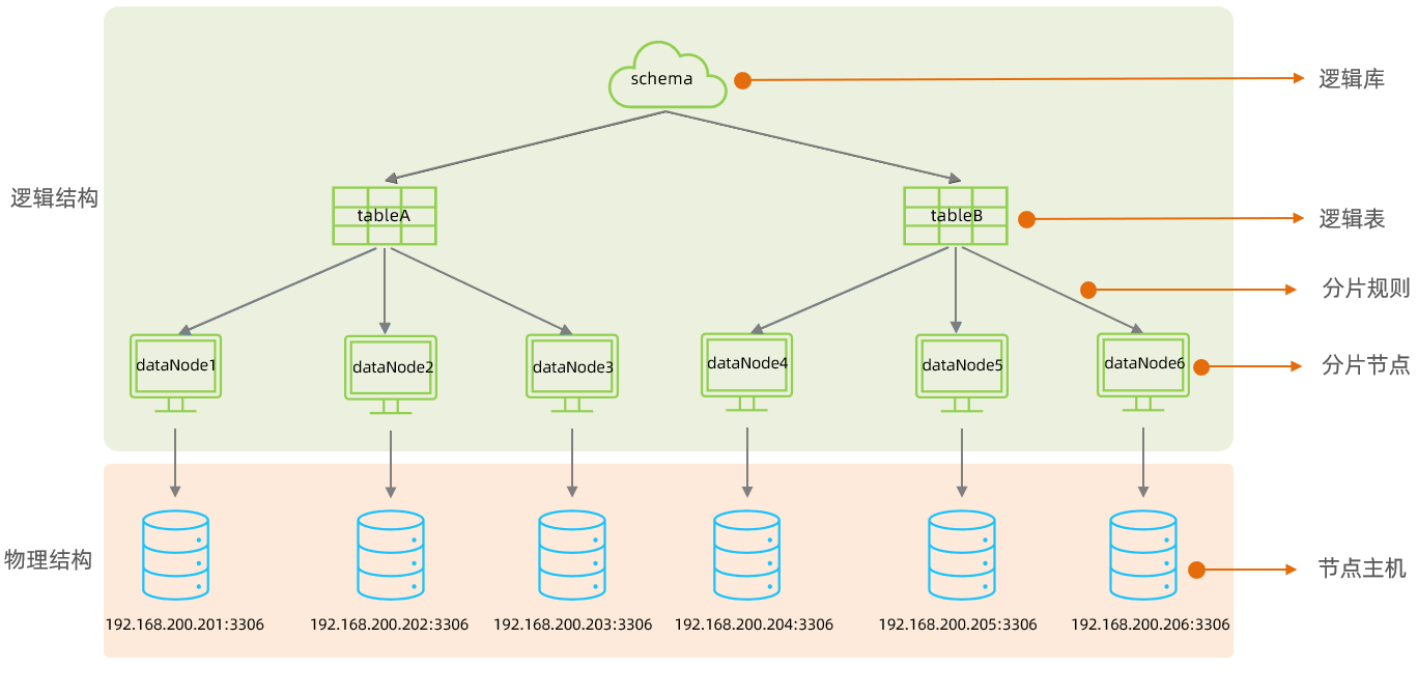 schema
逻辑库
逻辑结构
tableA
tableB
逻辑表
分片规则
dataNode1
dataNode2
dataNode3
dataNode4
dataNode5
dataNode6
分片节点
物理结构
节点主机
192.168.200.201:3306
192.168.200.202:3306
192.168.200.203:3306
192.168.200.204:3306
192.168.200.205:3306
192.168.200.206:3306